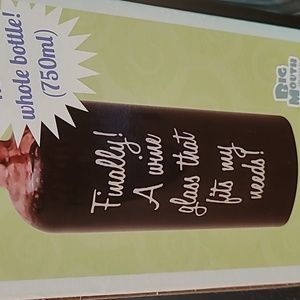 whole bottle!
(750ml)
Finally!
A wine
glass that
fits my
needs!
BIG
MOUTH